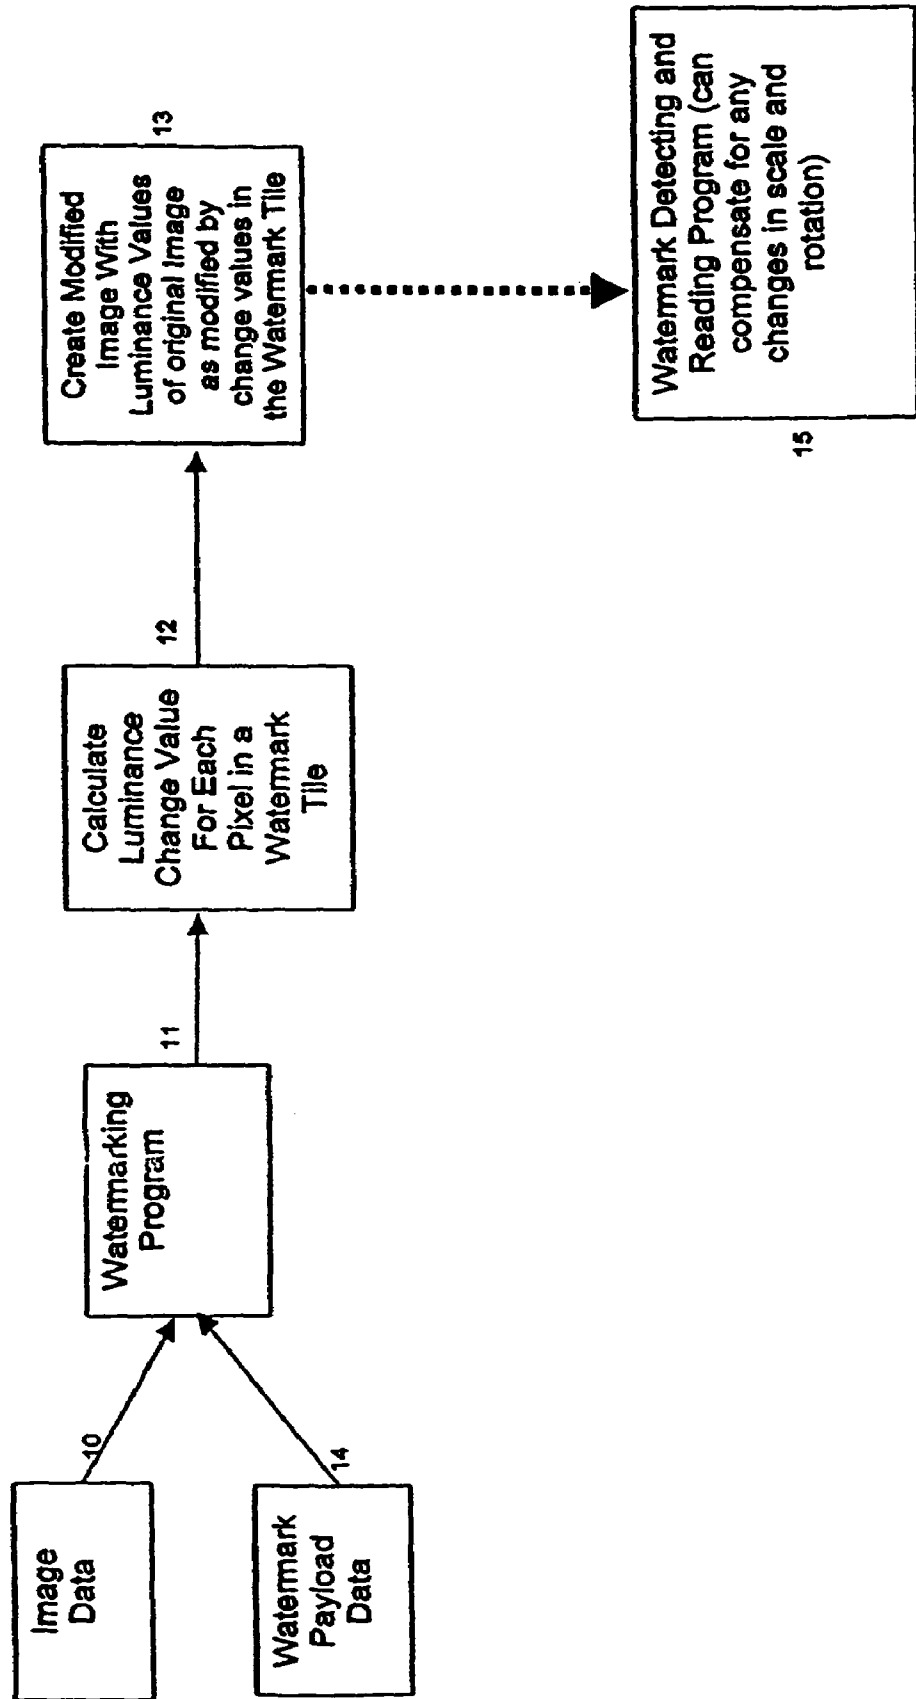 Image
Data
10
Watermark
Payload
Data
14
Watermarking
Program
11
Calculate
Luminance
Change Value
For Each
Pixel in a
Watermark
Tile
12
Create Modified
Image With
Luminance Values
of original Image
as modified by
change values in
the Watermark Tile
13
Watermark Detecting and
Reading Program (can
compensate for any
changes in scale and
rotation)
15